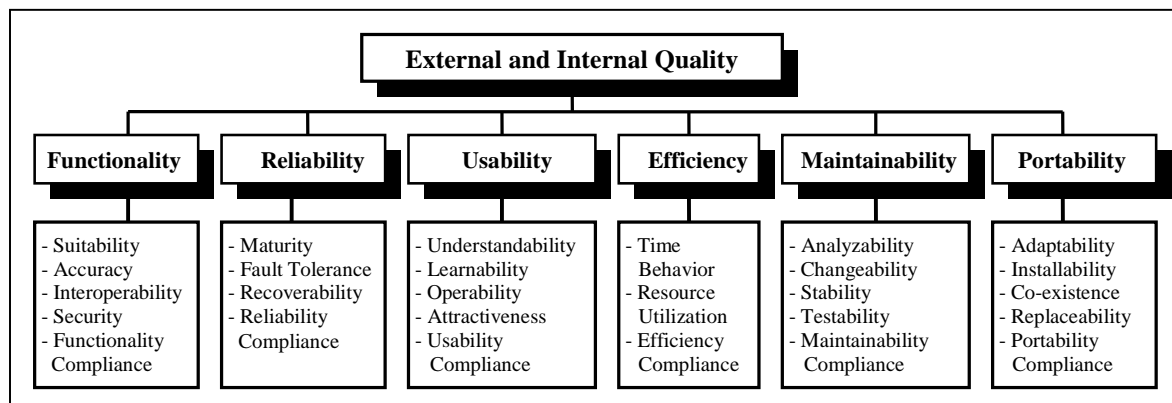 External and Internal Quality
Functionality
Reliability
Usability
Efficiency
Maintainability
Portability
- Suitability
- Accuracy
- Interoperability
- Security
- Functionality
Compliance
- Maturity
- Fault Tolerance
- Recoverability
- Reliability
Compliance
- Understandability
- Learnability
- Operability
- Attractiveness
- Usability
Compliance
- Time
Behavior
- Resource
Utilization
- Efficiency
Compliance
- Analyzability
- Changeability
- Stability
- Testability
- Maintainability
Compliance
- Adaptability
- Installability
- Co-existence
- Replaceability
- Portability
Compliance